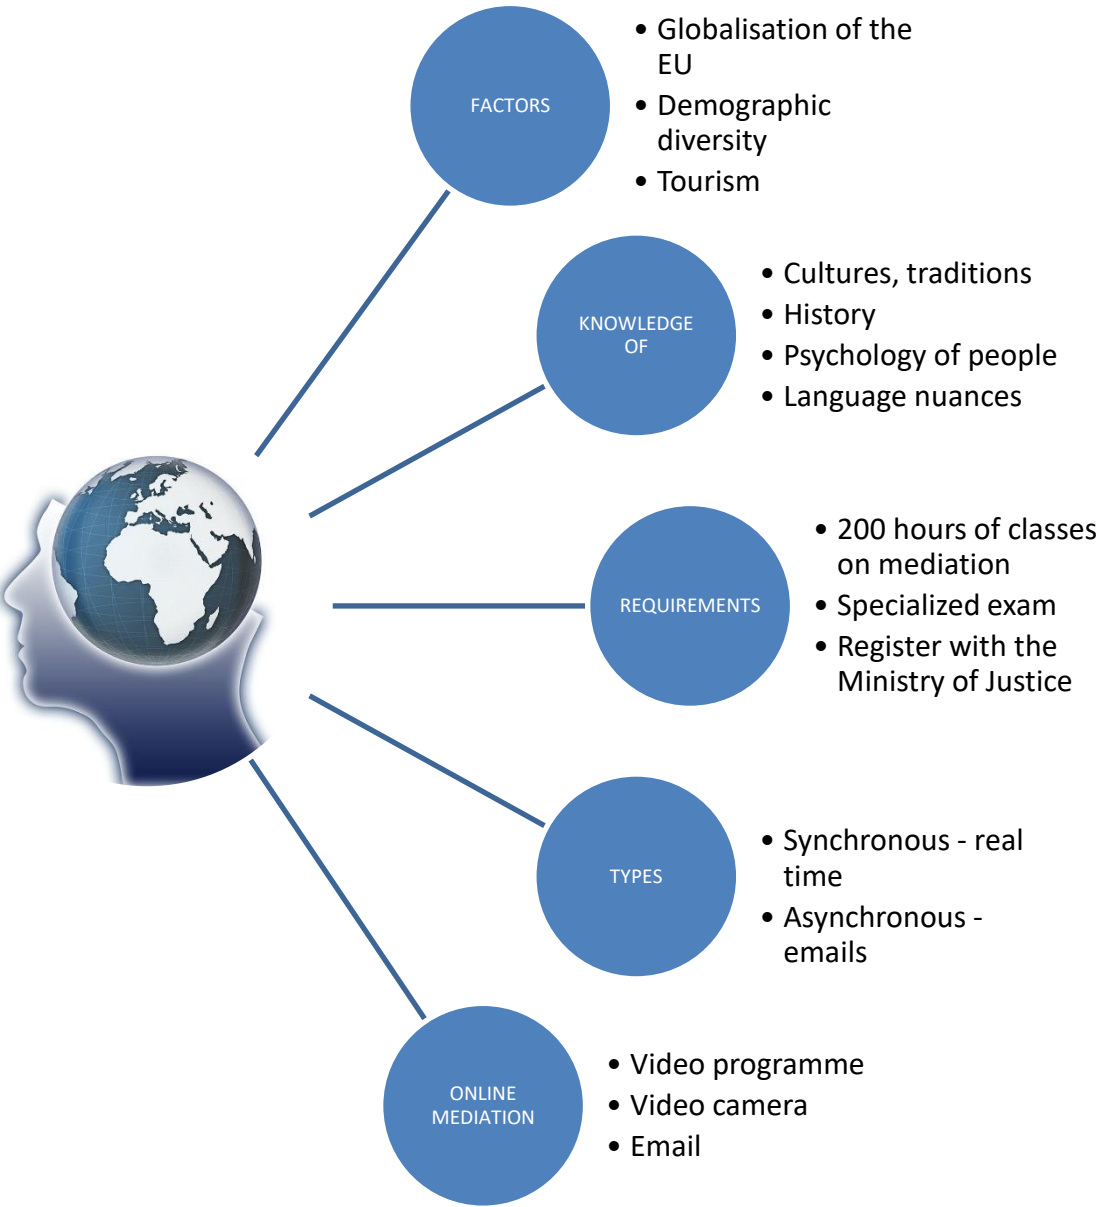 FACTORS
• Globalisation of the
EU
• Demographic
diversity
• Tourism
KNOWLEDGE
OF
• Cultures, traditions
• History
• Psychology of people
• Language nuances
REQUIREMENTS
• 200 hours of classes
on mediation
• Specialized exam
• Register with the
Ministry of Justice
TYPES
• Synchronous - real
time
• Asynchronous -
emails
ONLINE
MEDIATION
• Video programme
• Video camera
• Email